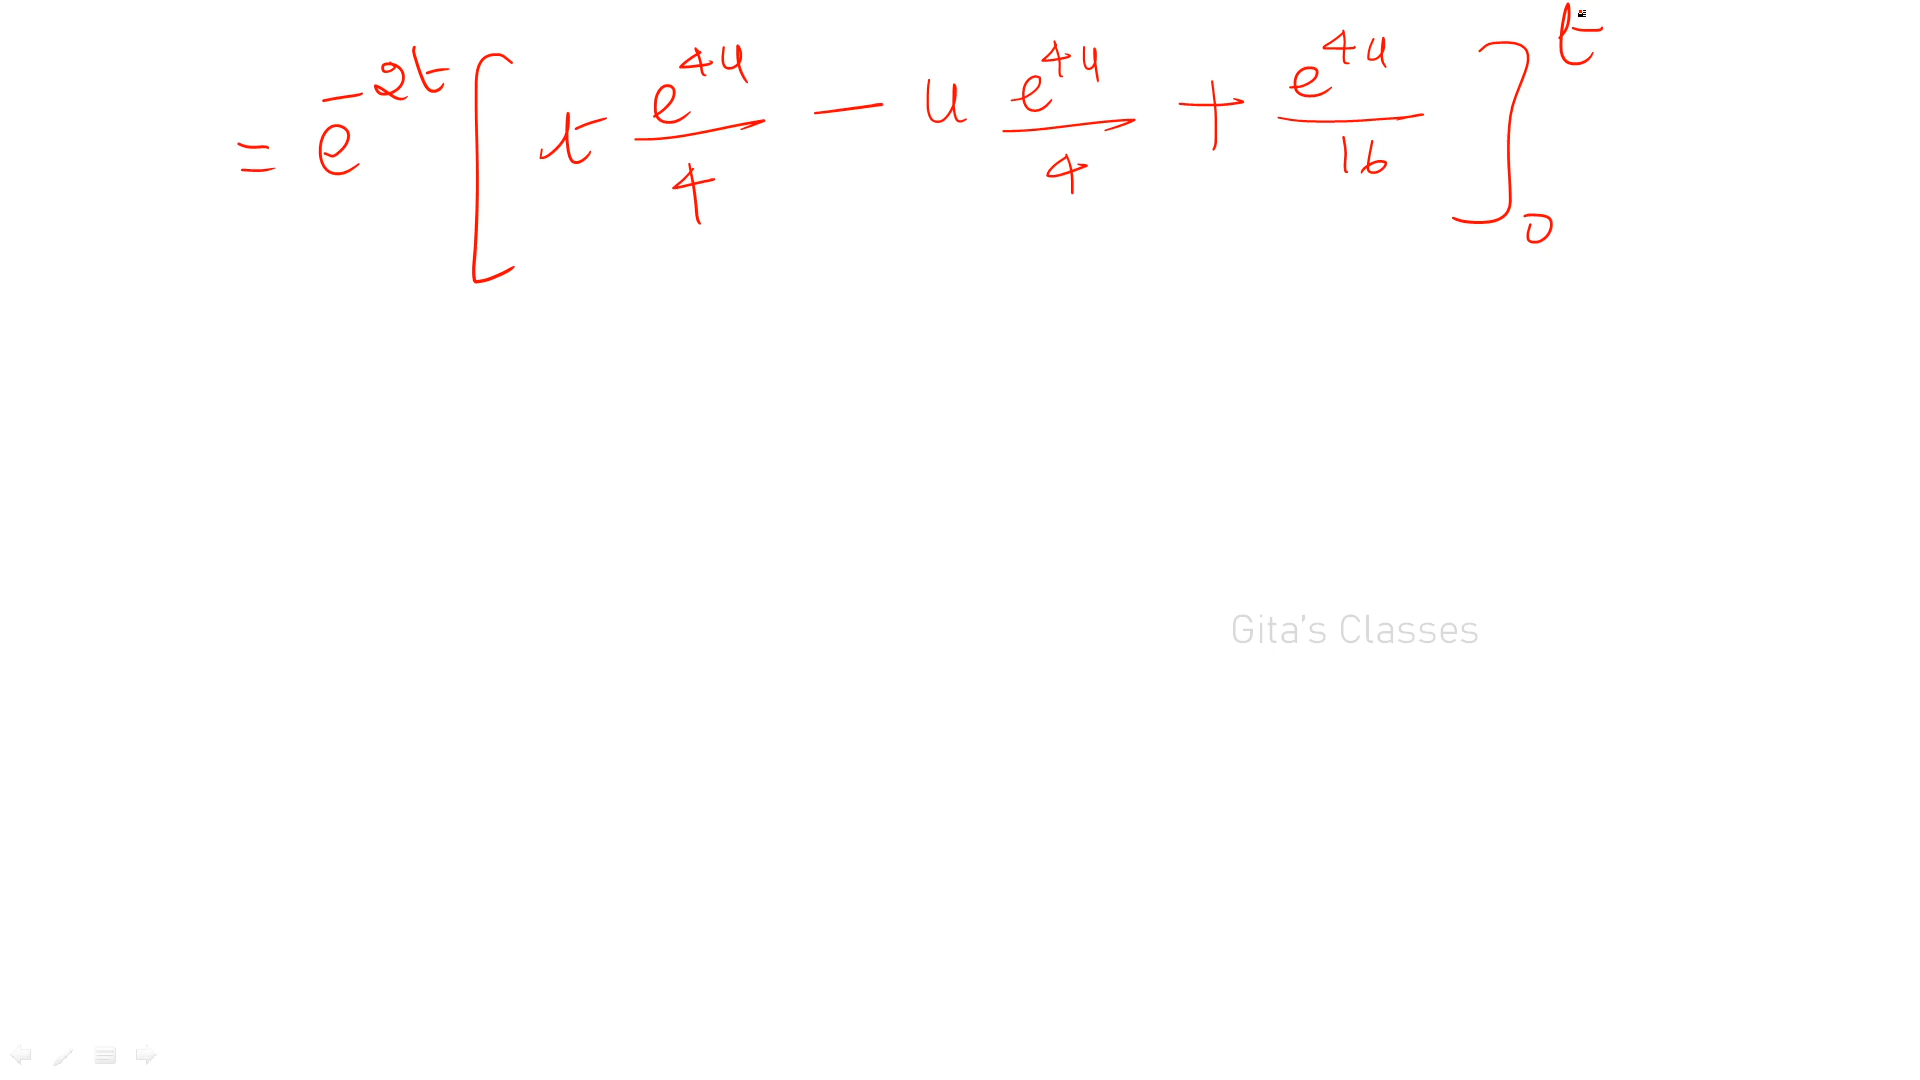 = e^{-2t} [ t e^{4u}/4 - u e^{4u}/4 + e^{4u}/16 ]_0^t
Gita's Classes